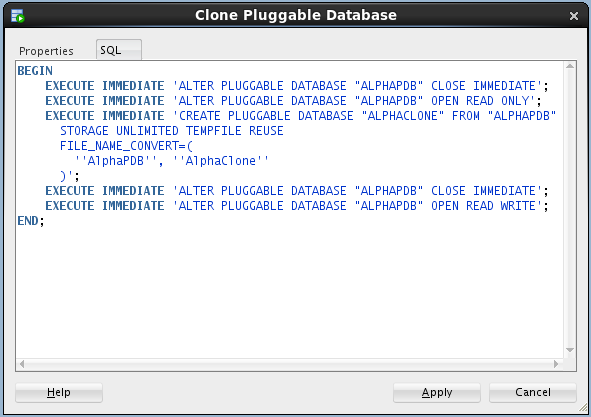 Clone Pluggable Database
Properties SQL
BEGIN
EXECUTE IMMEDIATE 'ALTER PLUGGABLE DATABASE "ALPHAPDB" CLOSE IMMEDIATE';
EXECUTE IMMEDIATE 'ALTER PLUGGABLE DATABASE "ALPHAPDB" OPEN READ ONLY';
EXECUTE IMMEDIATE 'CREATE PLUGGABLE DATABASE "ALPHACLONE" FROM "ALPHAPDB"
STORAGE UNLIMITED TEMPFILE REUSE
FILE_NAME_CONVERT=(
''AlphaPDB'', ''AlphaClone''
)';
EXECUTE IMMEDIATE 'ALTER PLUGGABLE DATABASE "ALPHAPDB" CLOSE IMMEDIATE';
EXECUTE IMMEDIATE 'ALTER PLUGGABLE DATABASE "ALPHAPDB" OPEN READ WRITE';
END;
Help Apply Cancel